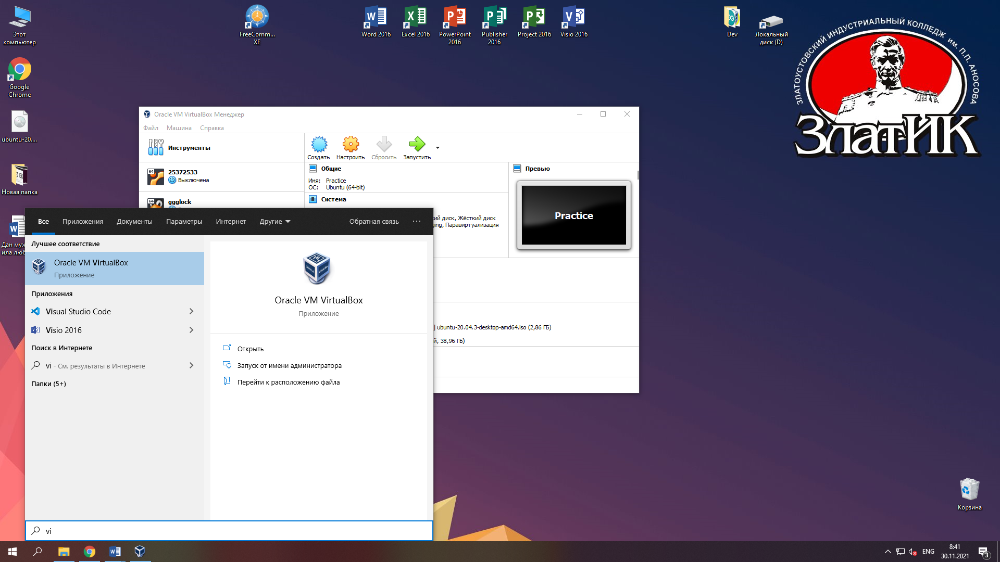 Этот
компьютер
Google
Chrome
ubuntu-20....
Новая папка
Дан муж
ила люб
FreeComm...
XE
Word 2016
Excel 2016
PowerPoint
2016
Publisher
2016
Project 2016
Visio 2016
Dev
Локальный
диск (D)
ЗЛАТОУСТОВСКИЙ ИНДУСТРИАЛЬНЫЙ КОЛЛЕДЖ им. П.П. АНОСОВА
ЗлатИК
Oracle VM VirtualBox Менеджер
Файл Машина Справка
Инструменты
Создать Настроить Сбросить Запустить
64 25372533
Выключена
64 ggglock
Общие
Имя: Practice
ОС: Ubuntu (64-bit)
Система
кий диск, Жёсткий диск
ging, Паравиртуализация
Превью
Practice
] ubuntu-20.04.3-desktop-amd64.iso (2,86 ГБ)
й, 38,96 ГБ)
Все Приложения Документы Параметры Интернет Другие Обратная связь ...
Лучшее соответствие
Oracle VM VirtualBox
Приложение
Приложения
Visual Studio Code
Visio 2016
Поиск в Интернете
vi - См. результаты в Интернете
Папки (5+)
Oracle VM VirtualBox
Приложение
Открыть
Запуск от имени администратора
Перейти к расположению файла
vi
Корзина
ENG
8:41
30.11.2021
3